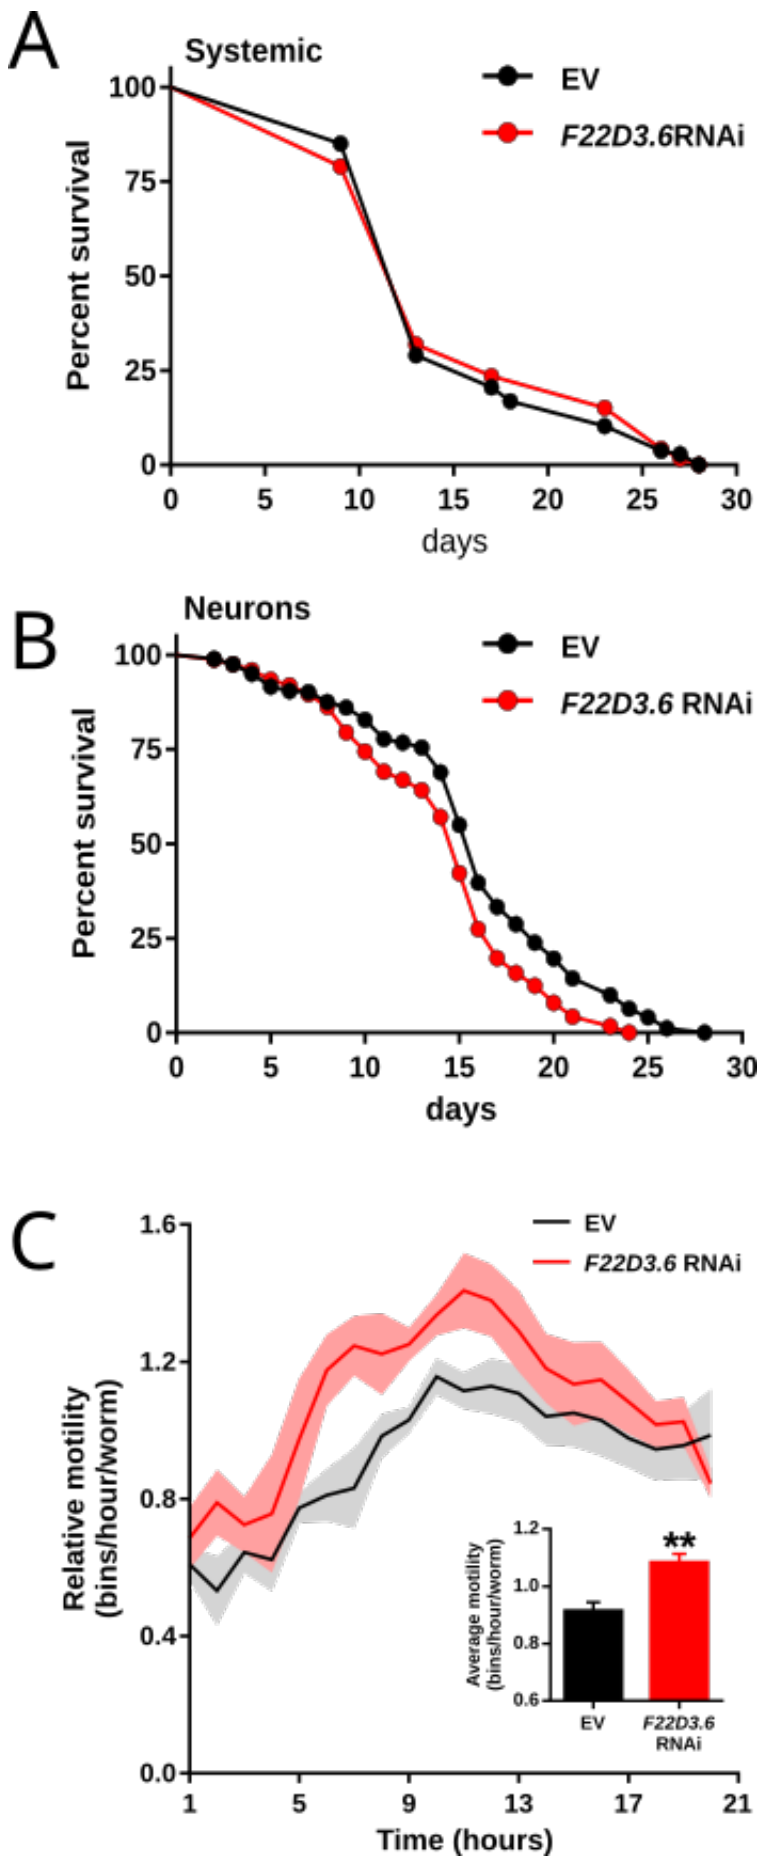 A
Systemic
EV
F22D3.6RNAi
Percent survival
100
75
50
25
0
0 5 10 15 20 25 30
days
B
Neurons
EV
F22D3.6 RNAi
Percent survival
100
75
50
25
0
0 5 10 15 20 25 30
days
C
EV
F22D3.6 RNAi
Relative motility
(bins/hour/worm)
1.6
1.2
0.8
0.4
0.0
1 5 9 13 17 21
Time (hours)
Average motility
(bins/hour/worm)
1.2
1.0
0.8
0.6
**
EV
F22D3.6
RNAi